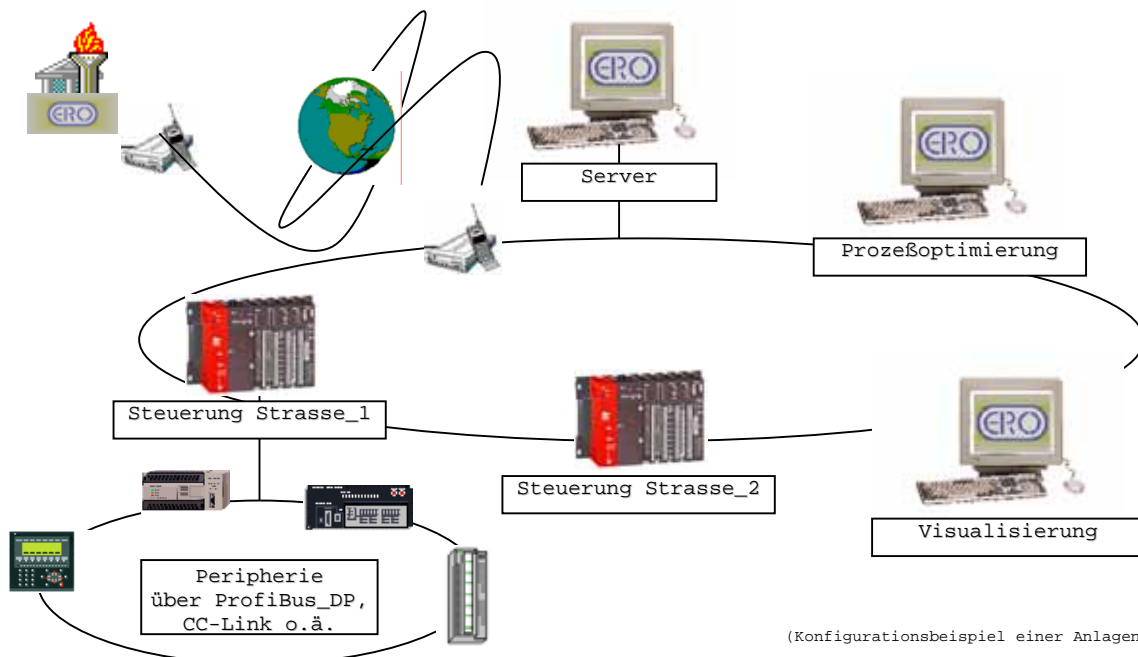 ERO
ERO
Server
ERO
Prozeßoptimierung
Steuerung Strasse_1
Steuerung Strasse_2
ERO
Visualisierung
Peripherie
über ProfiBus_DP,
CC-Link o.ä.
(Konfigurationsbeispiel einer Anlagen